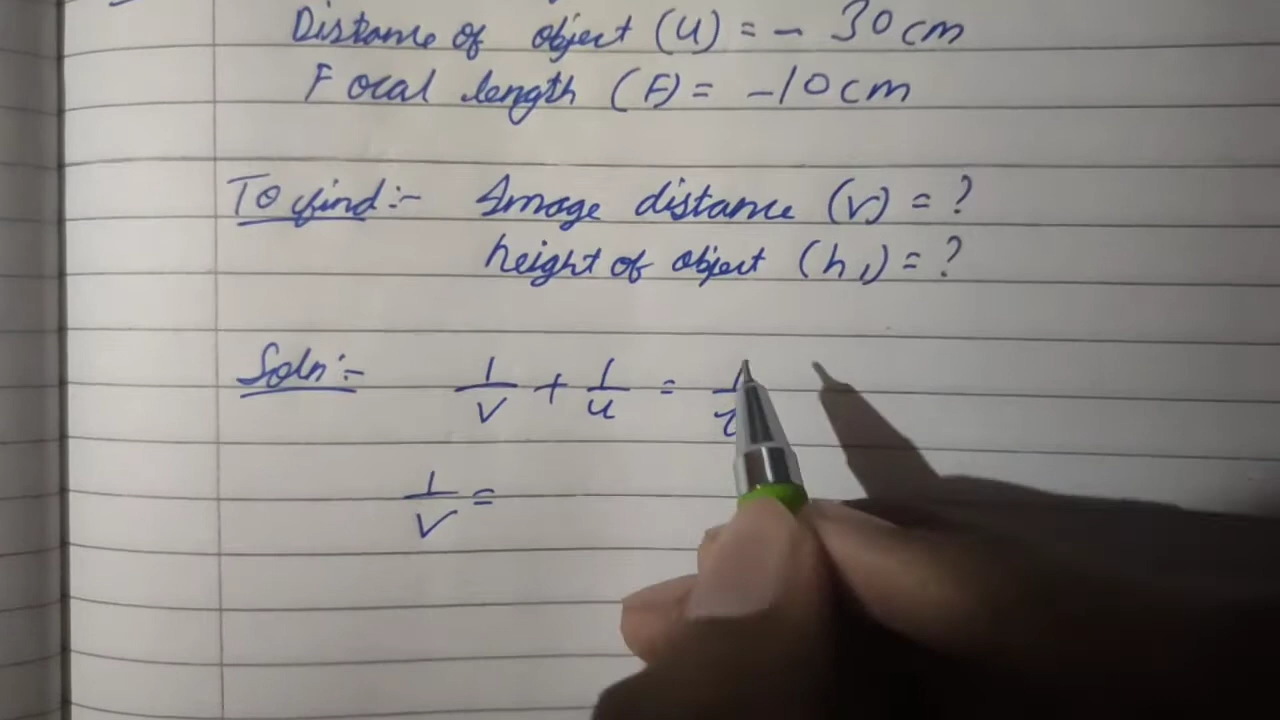 Distance of object (u) = - 30 cm
Focal length (F) = -10 cm
To find:- Image distance (v) = ?
height of object (h1) = ?
Soln:- 1/v + 1/u = 1/
1/v =